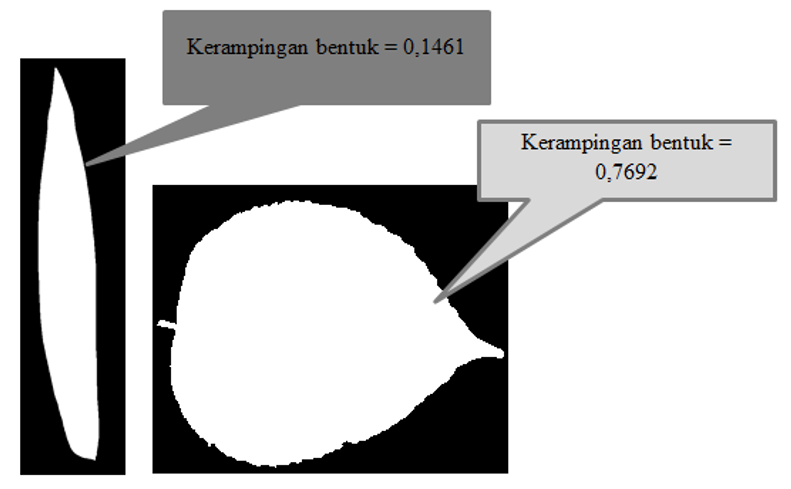 Kerampingan bentuk = 0,1461
Kerampingan bentuk =
0,7692